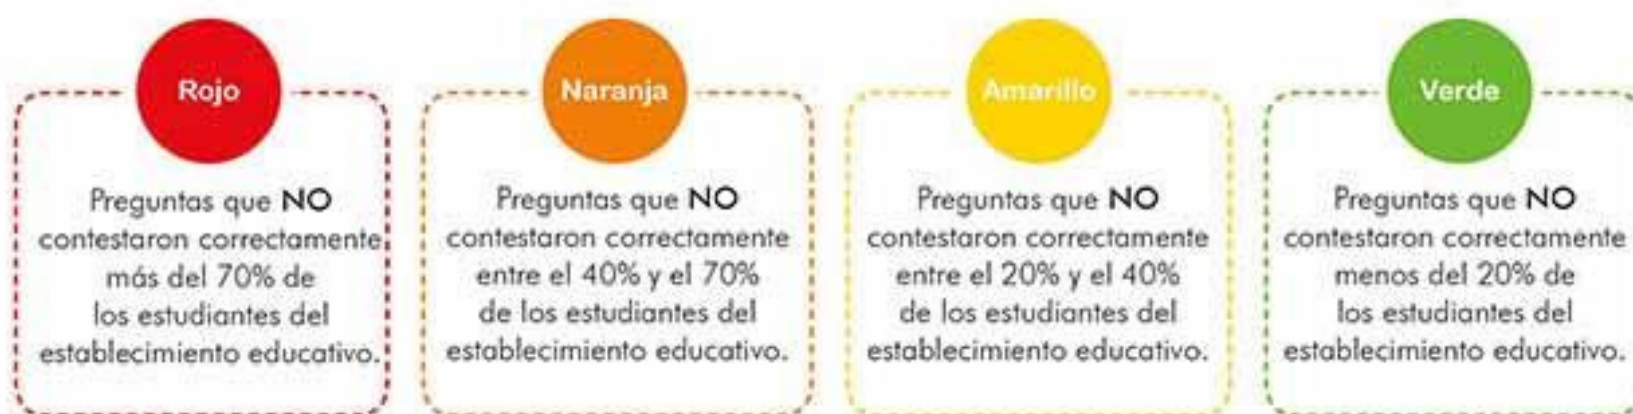 Rojo
Preguntas que NO
contestaron correctamente
más del 70% de
los estudiantes del
establecimiento educativo.
Naranja
Preguntas que NO
contestaron correctamente
entre el 40% y el 70%
de los estudiantes del
establecimiento educativo.
Amarillo
Preguntas que NO
contestaron correctamente
entre el 20% y el 40%
de los estudiantes del
establecimiento educativo.
Verde
Preguntas que NO
contestaron correctamente
menos del 20% de
los estudiantes del
establecimiento educativo.